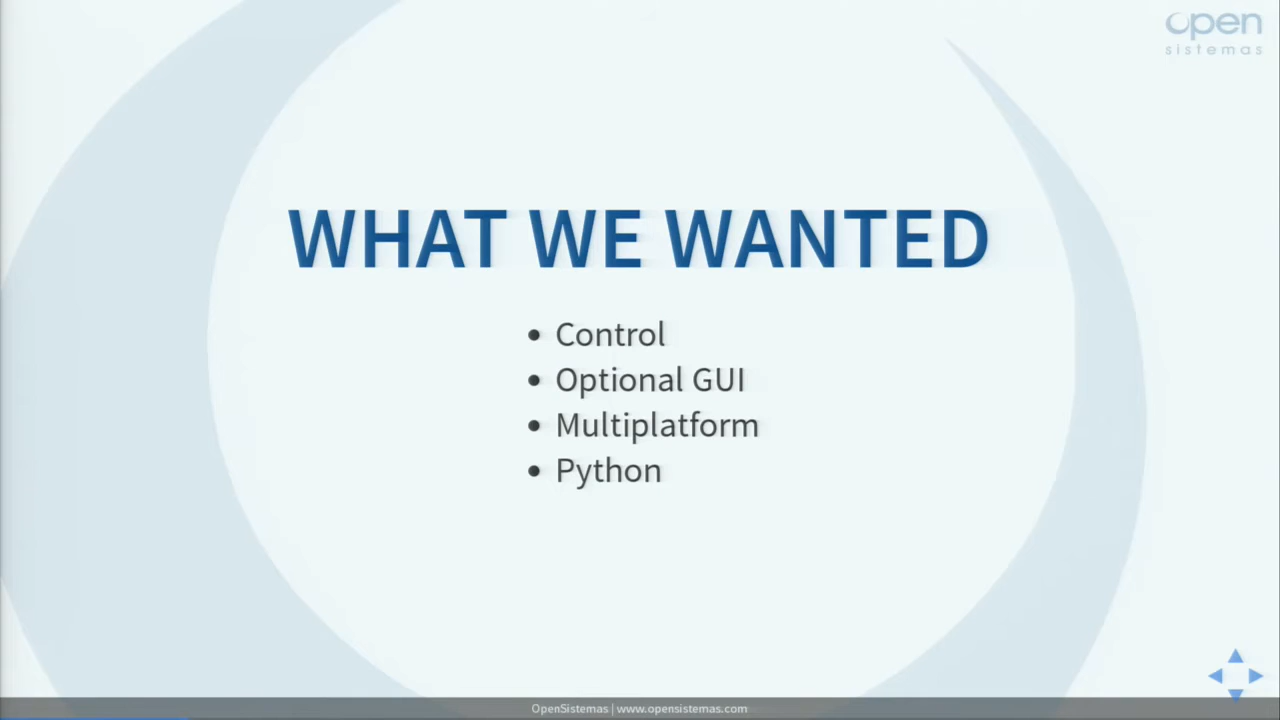 open
sistemas
WHAT WE WANTED
Control
Optional GUI
Multiplatform
Python
OpenSistemas | www.opensistemas.com